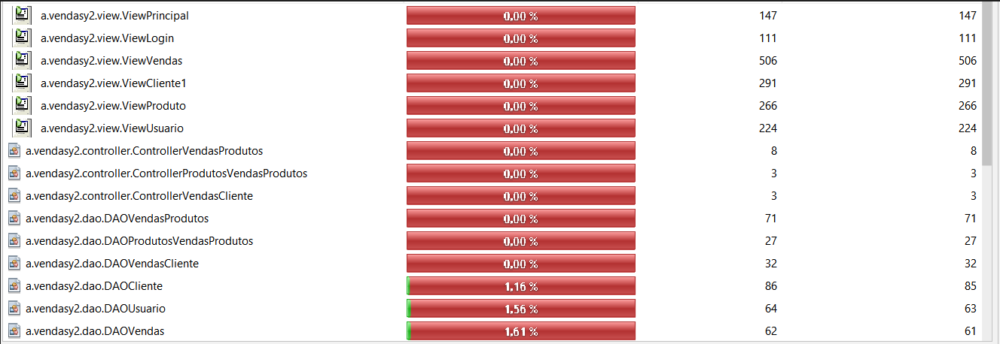 a.vendasy2.view.ViewPrincipal 0,00 % 147 147
a.vendasy2.view.ViewLogin 0,00 % 111 111
a.vendasy2.view.ViewVendas 0,00 % 506 506
a.vendasy2.view.ViewCliente1 0,00 % 291 291
a.vendasy2.view.ViewProduto 0,00 % 266 266
a.vendasy2.view.ViewUsuario 0,00 % 224 224
a.vendasy2.controller.ControllerVendasProdutos 0,00 % 8 8
a.vendasy2.controller.ControllerProdutosVendasProdutos 0,00 % 3 3
a.vendasy2.controller.ControllerVendasCliente 0,00 % 3 3
a.vendasy2.dao.DAOVendasProdutos 0,00 % 71 71
a.vendasy2.dao.DAOProdutosVendasProdutos 0,00 % 27 27
a.vendasy2.dao.DAOVendasCliente 0,00 % 32 32
a.vendasy2.dao.DAOCliente 1,16 % 86 85
a.vendasy2.dao.DAOUsuario 1,56 % 64 63
a.vendasy2.dao.DAOVendas 1,61 % 62 61